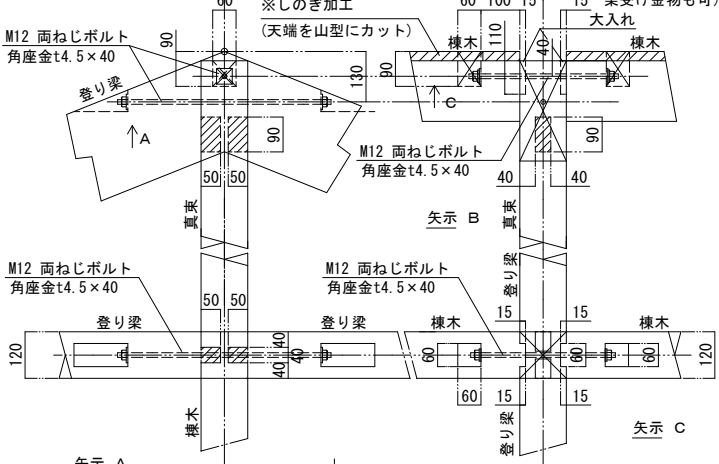 60
※しのぎ加工
(天端を山型にカット)
60 100 15
15
梁受け金物も可)
大入れ
M12 両ねじボルト
角座金t4.5×40
90
130
90
110
40
棟木
棟木
登り梁
A
C
90
90
M12 両ねじボルト
角座金t4.5×40
50 50
40
40
真束
矢示 B
真束
M12 両ねじボルト
角座金t4.5×40
M12 両ねじボルト
角座金t4.5×40
登り梁
50 50
15
15
登り梁
登り梁
棟木
棟木
120
40
40
40
60
60
60
120
60
15
15
棟木
登り梁
矢示 C
矢示 A